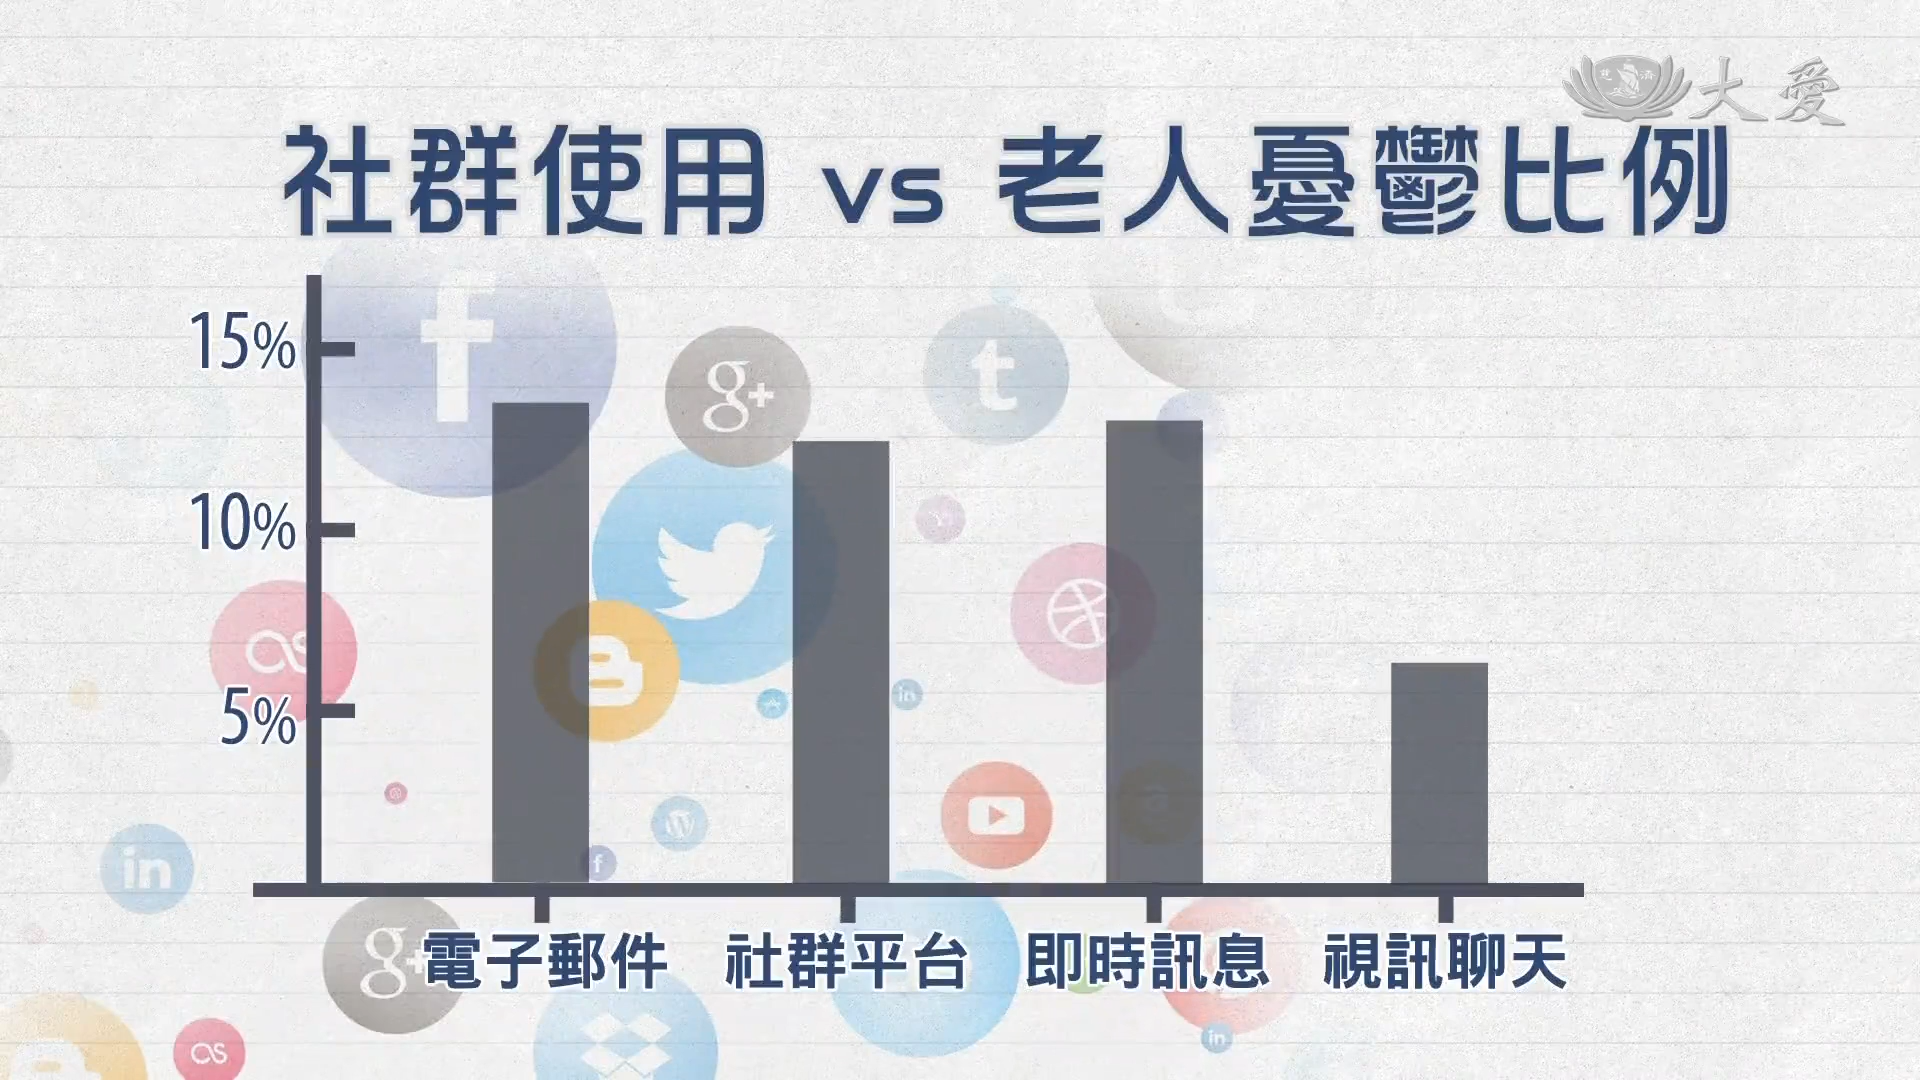 大愛
社群使用 vs 老人憂鬱比例
15%
10%
5%
電子郵件 社群平台 即時訊息 視訊聊天